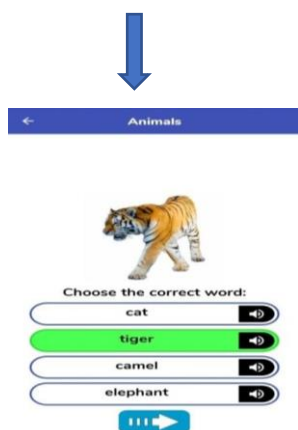 Animals
Choose the correct word:
cat
tiger
camel
elephant